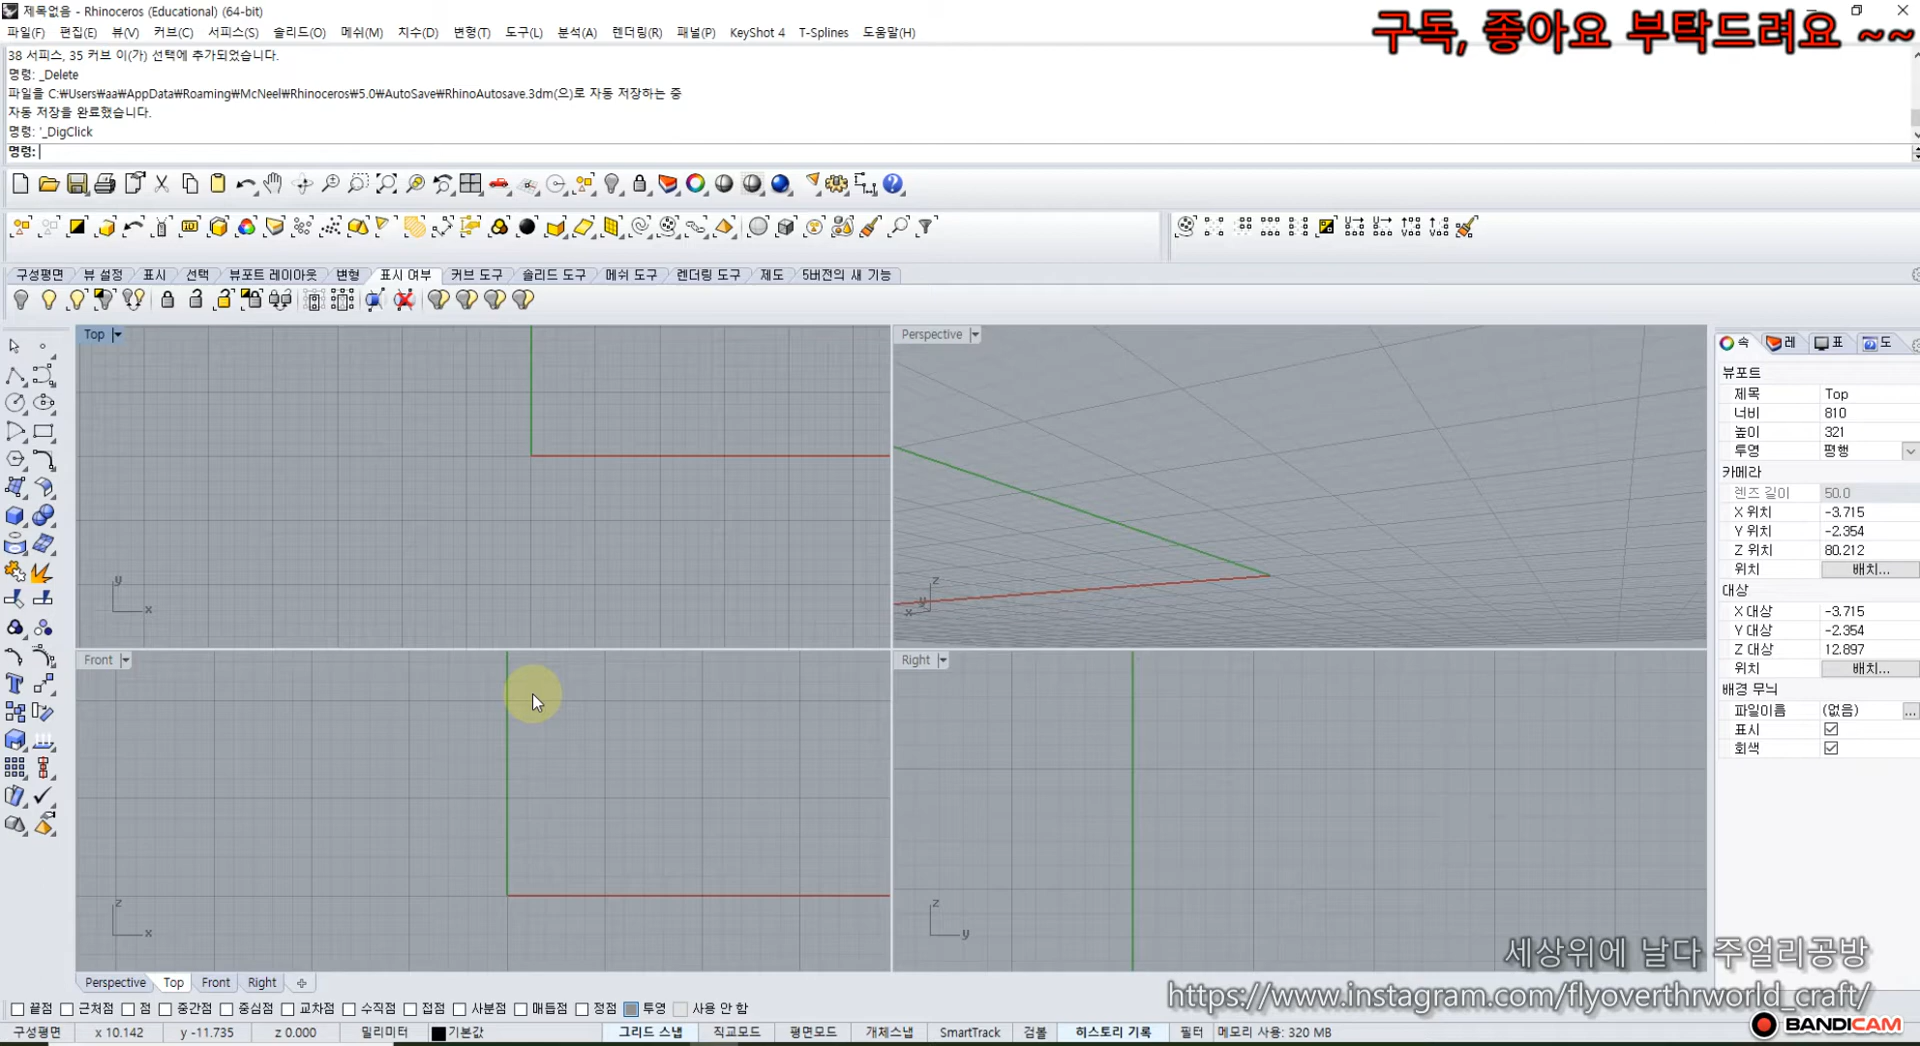 제목없음 - Rhinoceros (Educational) (64-bit)
구독, 좋아요 부탁드려요 ~~
파일(F) 편집(E) 뷰(V) 커브(C) 서피스(S) 솔리드(O) 메쉬(M) 치수(D) 변형(T) 도구(L) 분석(A) 렌더링(R) 패널(P) KeyShot 4 T-Splines 도움말(H)
38 서피스, 35 커브 이(가) 선택에 추가되었습니다.
명령: _Delete
파일을 C:₩Users₩aa₩AppData₩Roaming₩McNeel₩Rhinoceros₩5.0₩AutoSave₩RhinoAutosave.3dm(으)로 자동 저장하는 중
자동 저장을 완료했습니다.
명령: '_DigClick
명령:
구성평면 뷰 설정 표시 선택 뷰포트 레이아웃 변형 표시 여부 커브 도구 솔리드 도구 메쉬 도구 렌더링 도구 제도 5버전의 새 기능
Top
Perspective
속 레 표 도
뷰포트
제목 Top
너비 810
높이 321
투영 평행
카메라
렌즈 길이 50.0
X 위치 -3.715
Y 위치 -2.354
Z 위치 80.212
위치 배치...
대상
X 대상 -3.715
Y 대상 -2.354
Z 대상 12.897
위치 배치...
배경 무늬
파일이름 (없음) ...
표시
회색
y
x
z
y
x
Front
Right
z
x
z
y
세상위에 날다 주얼리공방
https://www.instagram.com/flyoverthrworld_craft/
Perspective Top Front Right
끝점 근처점 점 중간점 중심점 교차점 수직점 접점 사분점 매듭점 정점 투영 사용 안 함
구성평면 x 10.142 y -11.735 z 0.000 밀리미터 기본값 그리드 스냅 직교모드 평면모드 개체스냅 SmartTrack 검볼 히스토리 기록 필터 메모리 사용: 320 MB
BANDICAM